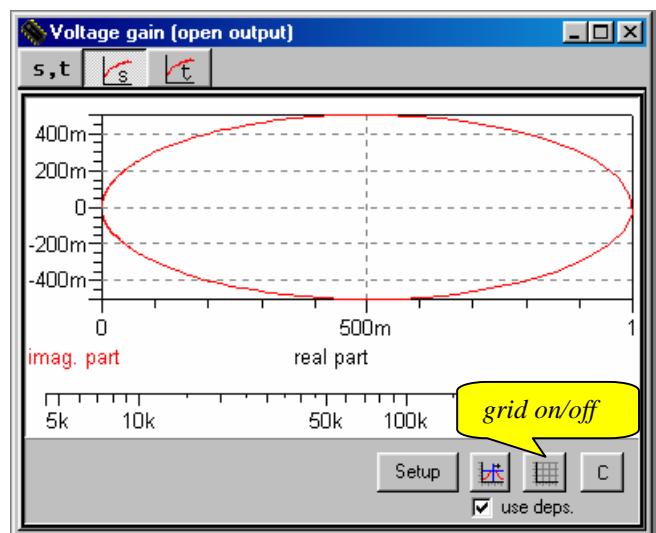 Voltage gain (open output)
s,t s t
400m
200m
0
-200m
-400m
0 500m 1
imag. part real part
5k 10k 50k 100k
grid on/off
Setup C
use deps.